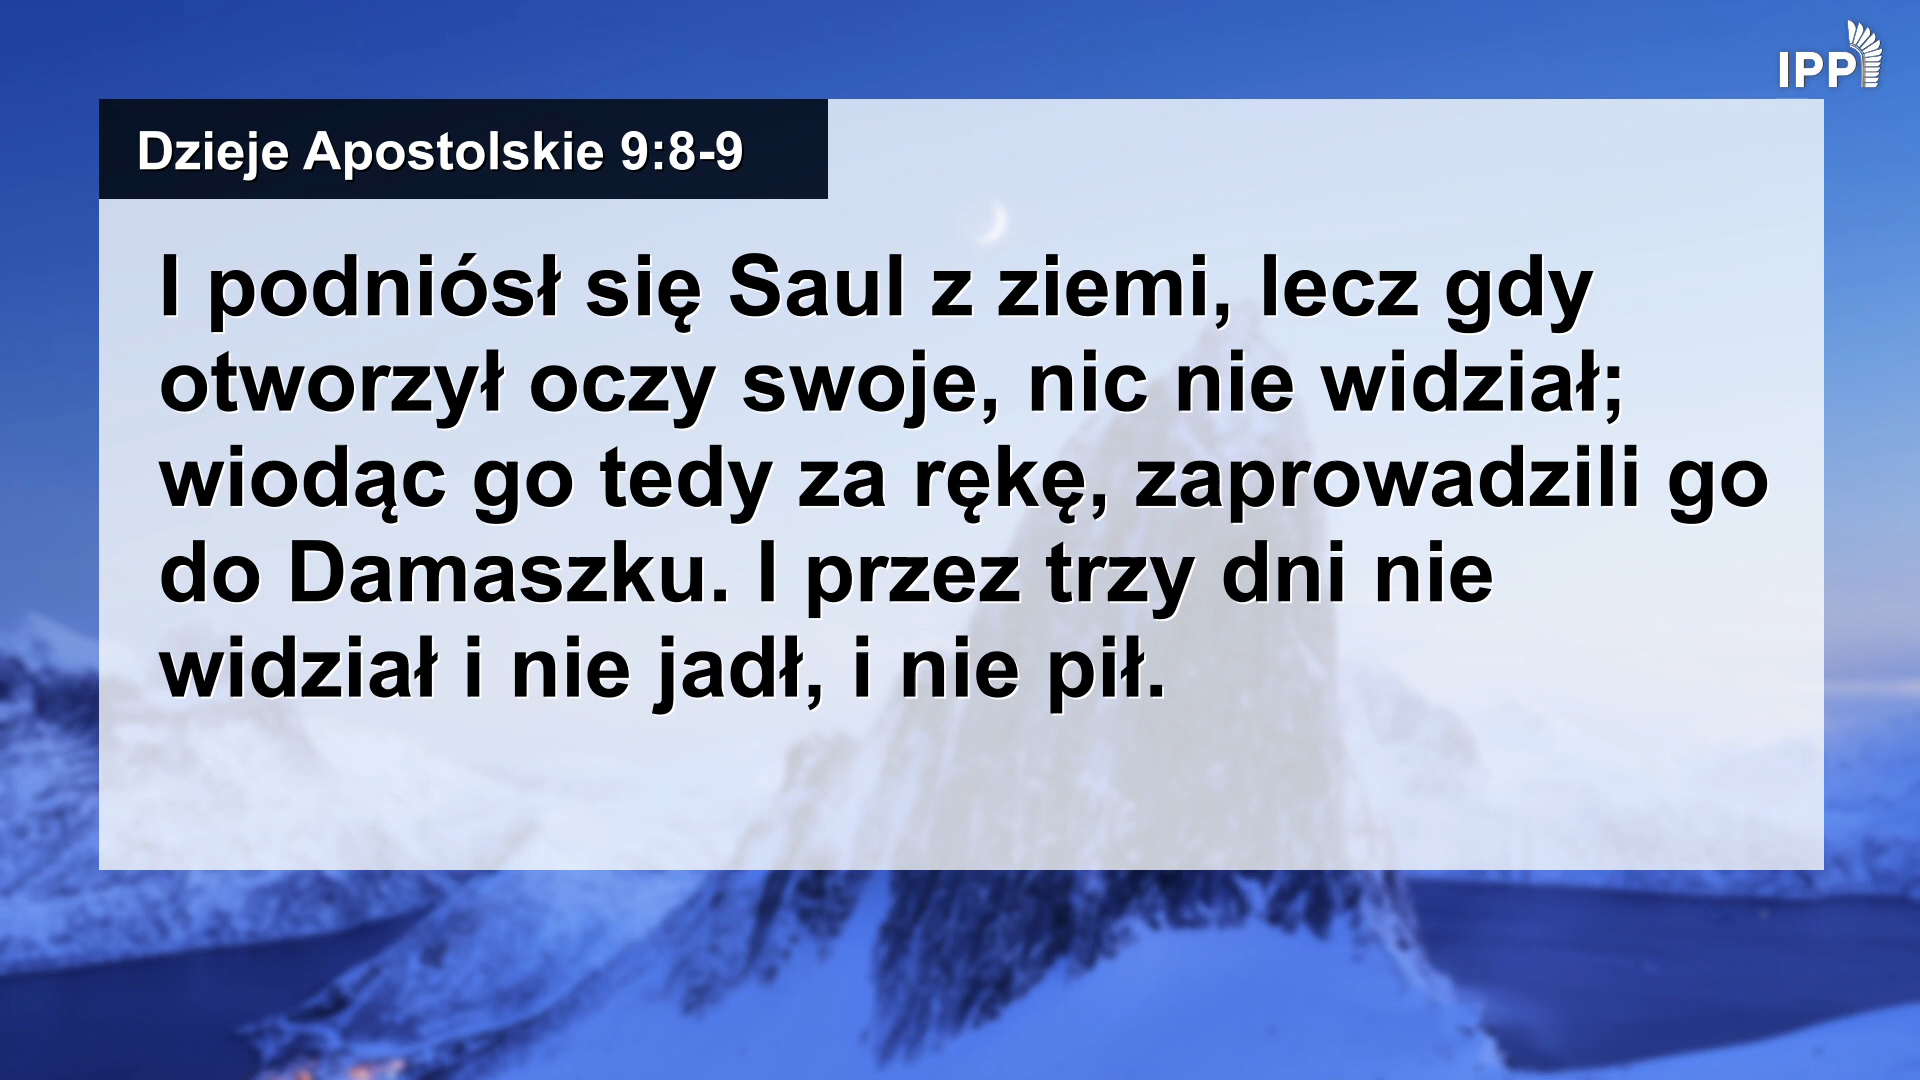 IPP
Dzieje Apostolskie 9:8-9
I podniósł się Saul z ziemi, lecz gdy
otworzył oczy swoje, nic nie widział;
wiodąc go tedy za rękę, zaprowadzili go
do Damaszku. I przez trzy dni nie
widział i nie jadł, i nie pił.